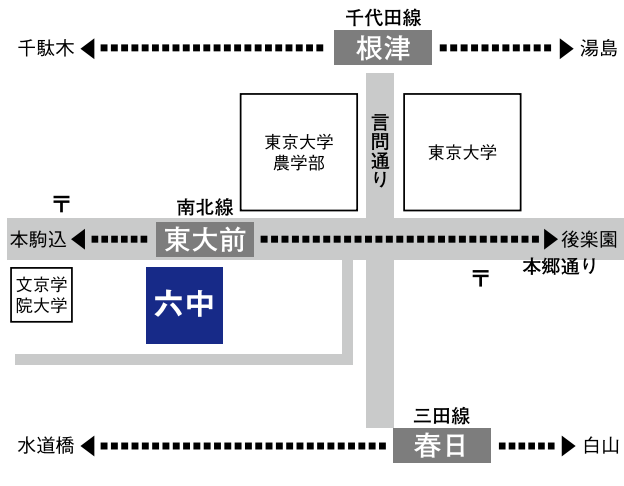 千代田線
千駄木
根津
湯島
言問通り
東京大学
農学部
東京大学
〒
南北線
本駒込
東大前
後楽園
本郷通り
文京学
院大学
六中
〒
三田線
水道橋
春日
白山